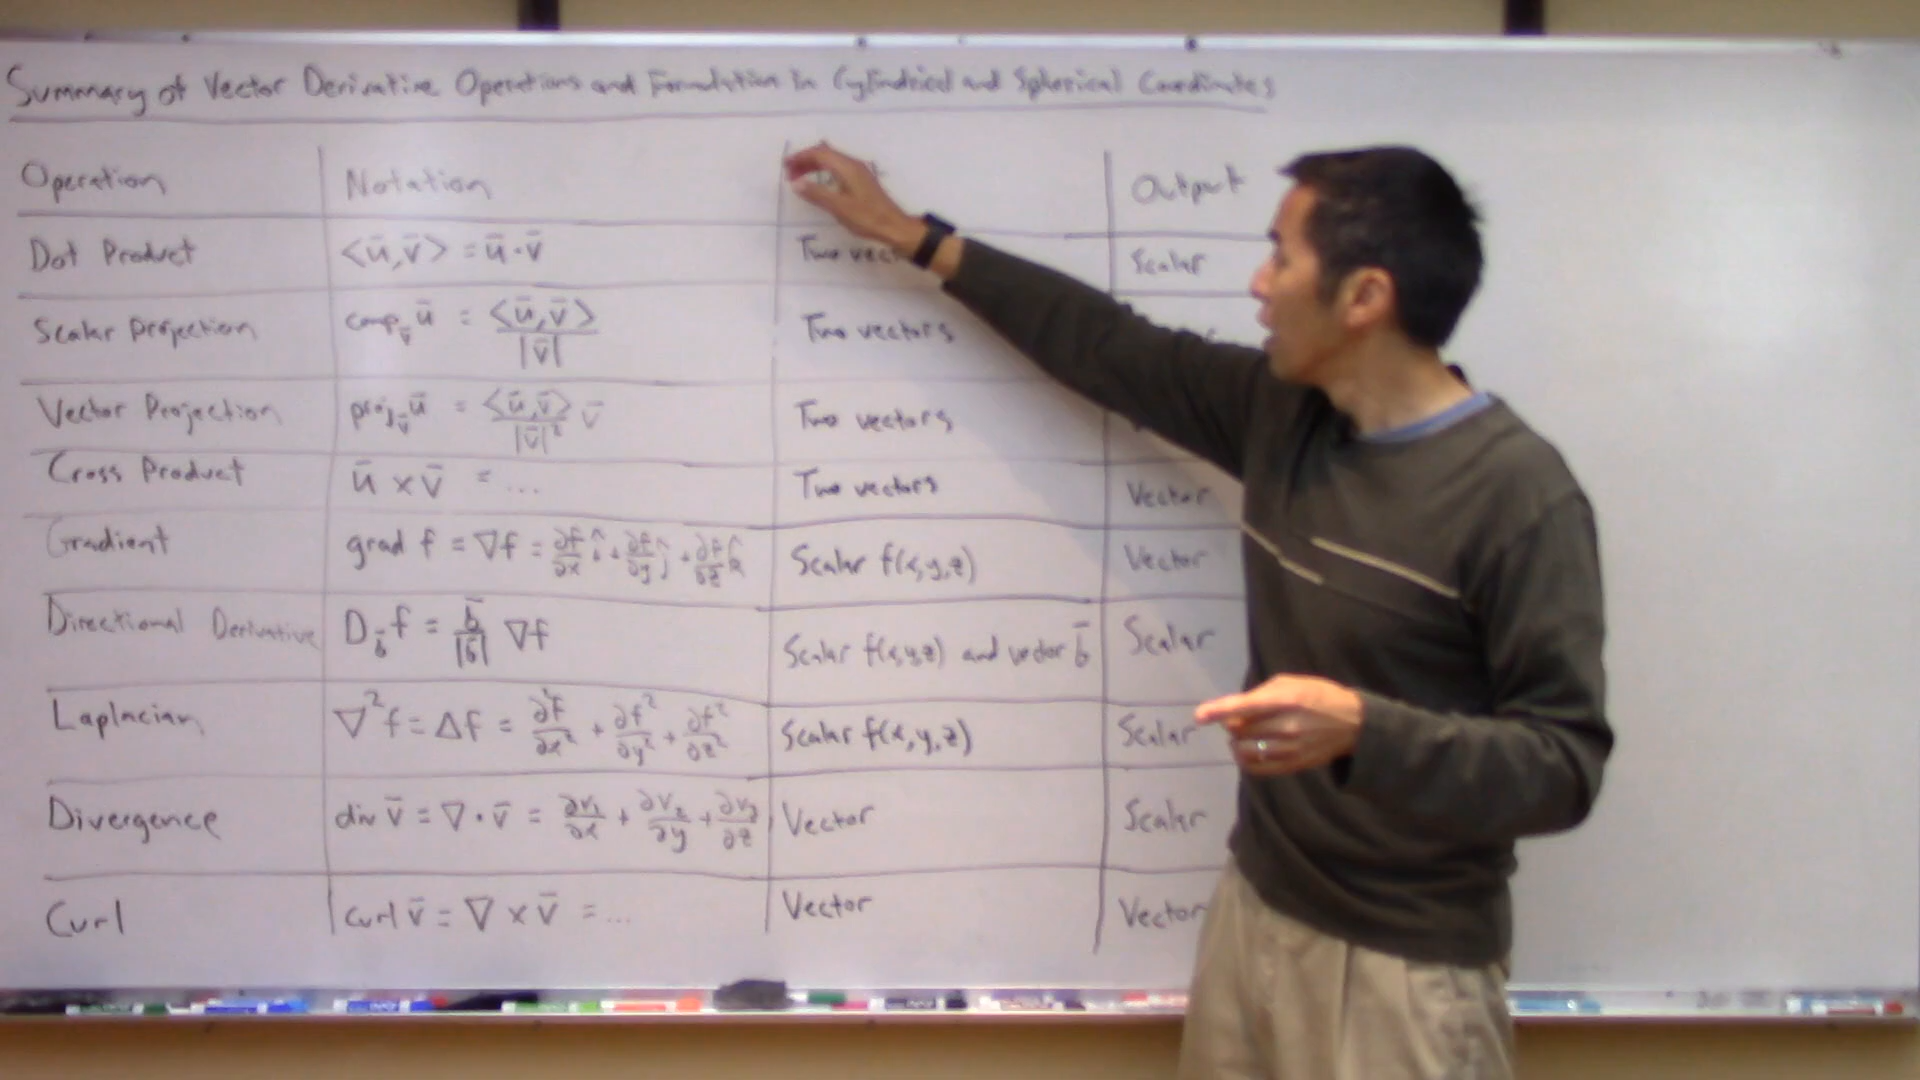 Summary of Vector Derivative Operations and Formulation in Cylindrical and Spherical Coordinates
Operation Notation Output
Dot Product <ū,v̄> = ū·v̄ Two Scalar
Scalar Projection comp_v̄ ū = <ū,v̄>/|v̄| Two vectors
Vector Projection proj_v̄ ū = <ū,v̄>/|v̄|² v̄ Two vectors
Cross Product ū × v̄ = ... Two vectors Vector
Gradient grad f = ∇f = ∂f/∂x î + ∂f/∂y ĵ + ∂f/∂z k̂ Scalar f(x,y,z) Vector
Directional Derivative D_b̄ f = b̄/|b̄| ∇f Scalar f(x,y,z) and vector b̄ Scalar
Laplacian ∇²f = Δf = ∂²f/∂x² + ∂f²/∂y² + ∂f²/∂z² Scalar f(x,y,z) Scalar
Divergence div v̄ = ∇·v̄ = ∂v₁/∂x + ∂v₂/∂y + ∂v₃/∂z Vector Scalar
Curl curl v̄ = ∇ × v̄ = ... Vector Vector